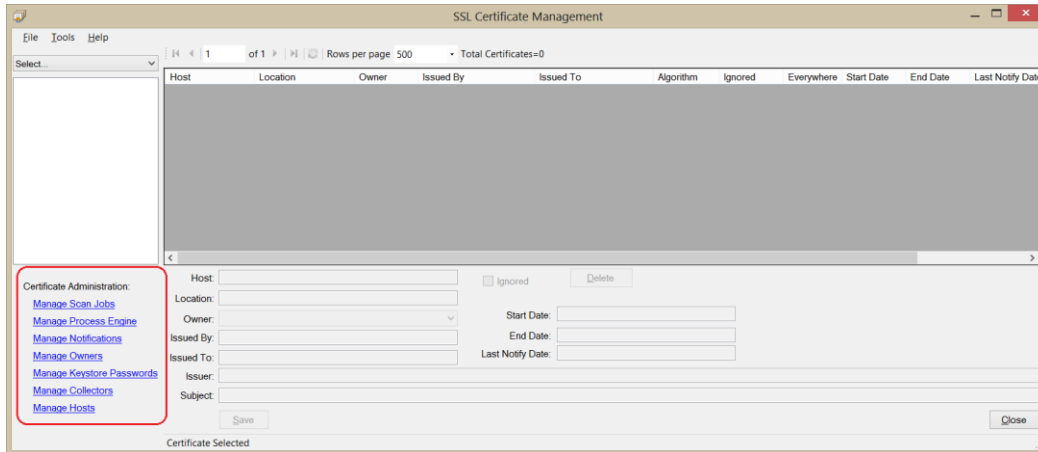 SSL Certificate Management
File Tools Help
Select...
1 of 1 Rows per page 500 Total Certificates=0
Host Location Owner Issued By Issued To Algorithm Ignored Everywhere Start Date End Date Last Notify Date
Certificate Administration:
Manage Scan Jobs
Manage Process Engine
Manage Notifications
Manage Owners
Manage Keystore Passwords
Manage Collectors
Manage Hosts
Host:
Ignored
Delete
Location:
Owner:
Start Date:
Issued By:
End Date:
Issued To:
Last Notify Date:
Issuer:
Subject:
Save
Close
Certificate Selected